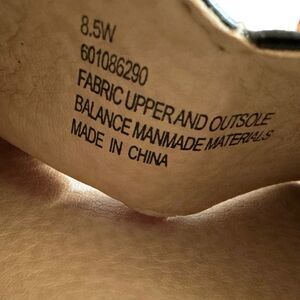 8.5W
601086290
FABRIC UPPER AND OUTSOLE
BALANCE MANMADE MATERIALS
MADE IN CHINA